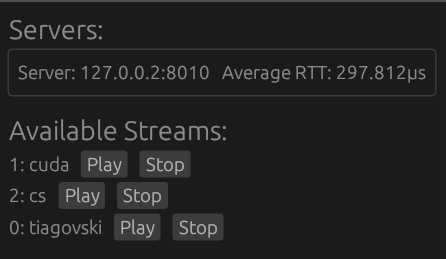 Servers:
Server: 127.0.0.2:8010 Average RTT: 297.812µs
Available Streams:
1: cuda Play Stop
2: cs Play Stop
0: tiagovski Play Stop